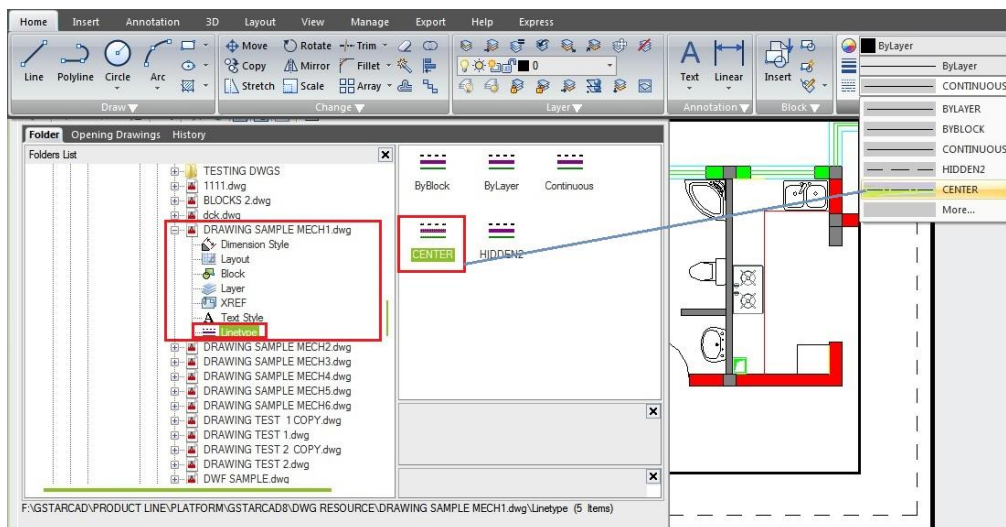 Home Insert Annotation 3D Layout View Manage Export Help Express
Move Rotate Trim
Copy Mirror Fillet
Stretch Scale Array
Line Polyline Circle Arc
0
Text Linear
Insert
Draw Change Layer Annotation Block
ByLayer
ByLayer
CONTINUOUS
BYLAYER
BYBLOCK
CONTINUOUS
HIDDEN2
CENTER
More...
Folder Opening Drawings History
Folders List
TESTING DWGS
1111.dwg
BLOCKS 2.dwg
dck.dwg
DRAWING SAMPLE MECH1.dwg
Dimension Style
Layout
Block
Layer
XREF
Text Style
Linetype
DRAWING SAMPLE MECH2.dwg
DRAWING SAMPLE MECH3.dwg
DRAWING SAMPLE MECH4.dwg
DRAWING SAMPLE MECH5.dwg
DRAWING SAMPLE MECH6.dwg
DRAWING TEST 1 COPY.dwg
DRAWING TEST 1.dwg
DRAWING TEST 2 COPY.dwg
DRAWING TEST 2.dwg
DWF SAMPLE.dwg
ByBlock ByLayer Continuous
CENTER HIDDEN2
F:\GSTARCAD\PRODUCT LINE\PLATFORM\GSTARCAD8\DWG RESOURCE\DRAWING SAMPLE MECH1.dwg\Linetype (5 Items)